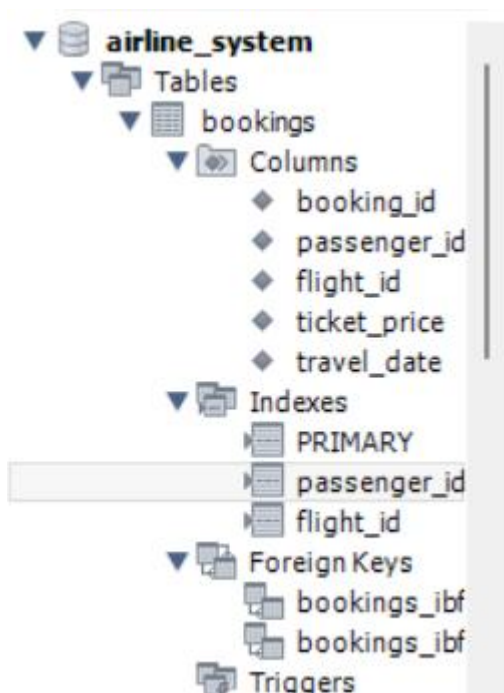 airline_system
Tables
bookings
Columns
booking_id
passenger_id
flight_id
ticket_price
travel_date
Indexes
PRIMARY
passenger_id
flight_id
Foreign Keys
bookings_ibf
bookings_ibf
Triggers